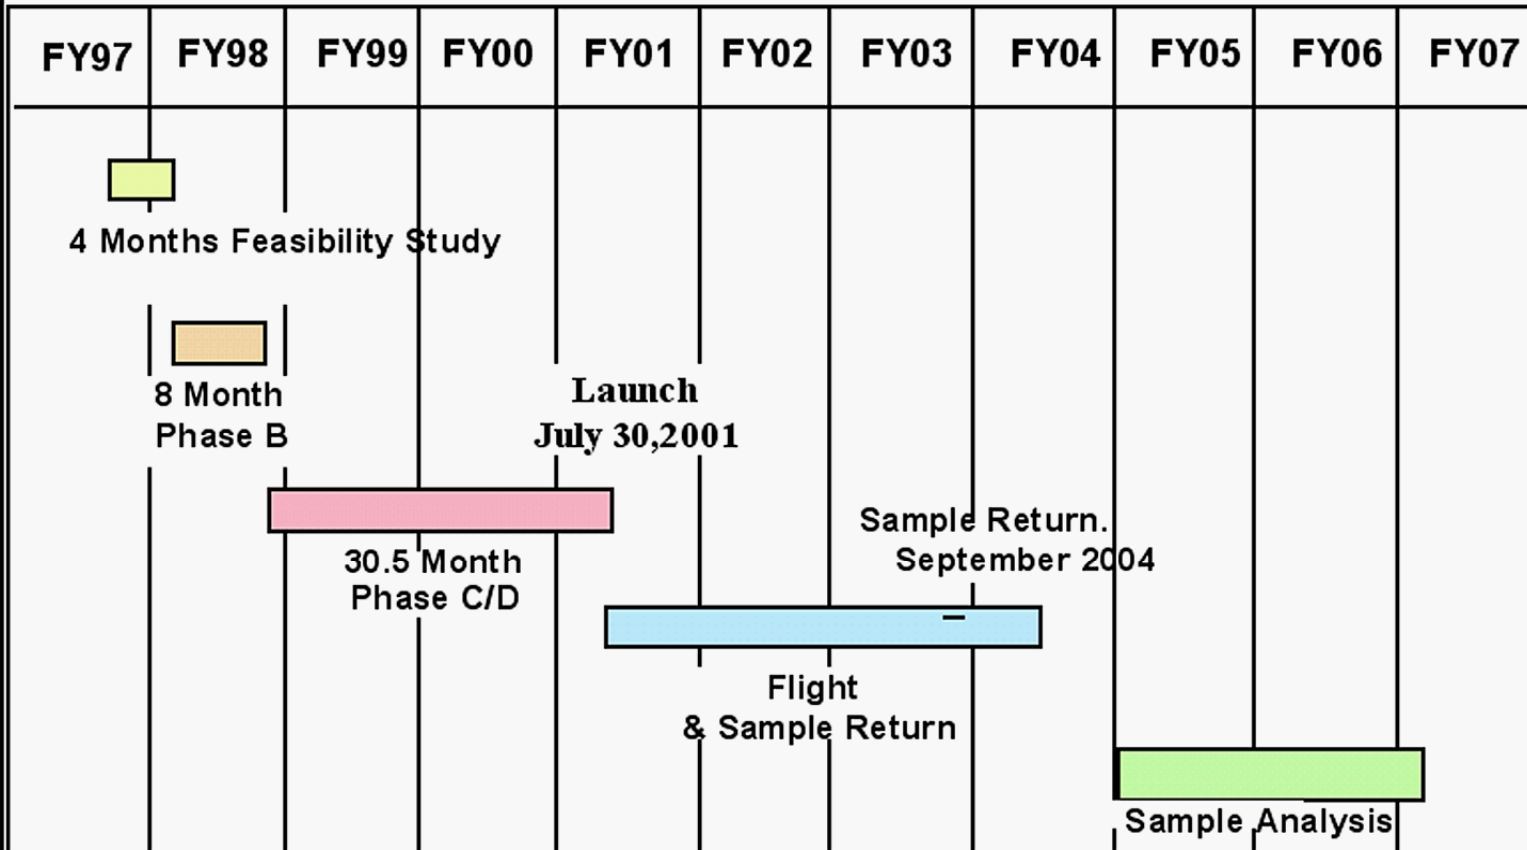 FY97 FY98 FY99 FY00 FY01 FY02 FY03 FY04 FY05 FY06 FY07
4 Months Feasibility Study
8 Month
Phase B
Launch
July 30,2001
30.5 Month
Phase C/D
Sample Return.
September 2004
Flight
& Sample Return
Sample Analysis